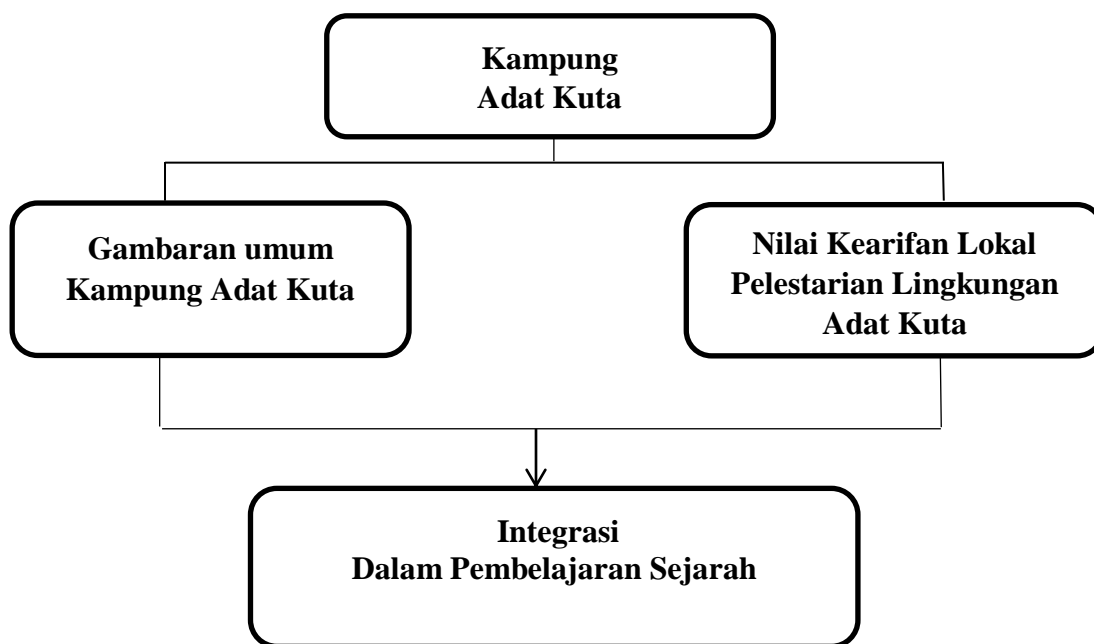 Kampung
Adat Kuta
Gambaran umum
Kampung Adat Kuta
Nilai Kearifan Lokal
Pelestarian Lingkungan
Adat Kuta
Integrasi
Dalam Pembelajaran Sejarah